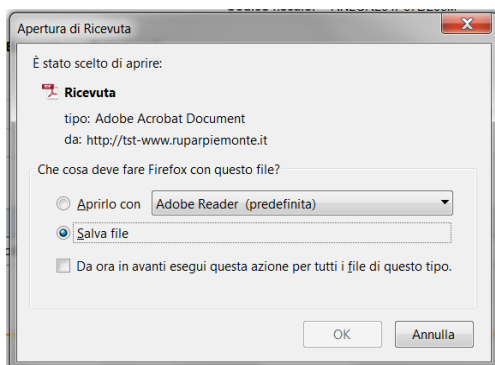 Apertura di Ricevuta
È stato scelto di aprire:
Ricevuta
tipo: Adobe Acrobat Document
da: http://tst-www.ruparpiemonte.it
Che cosa deve fare Firefox con questo file?
Aprirlo con Adobe Reader (predefinita)
Salva file
Da ora in avanti esegui questa azione per tutti i file di questo tipo.
OK Annulla